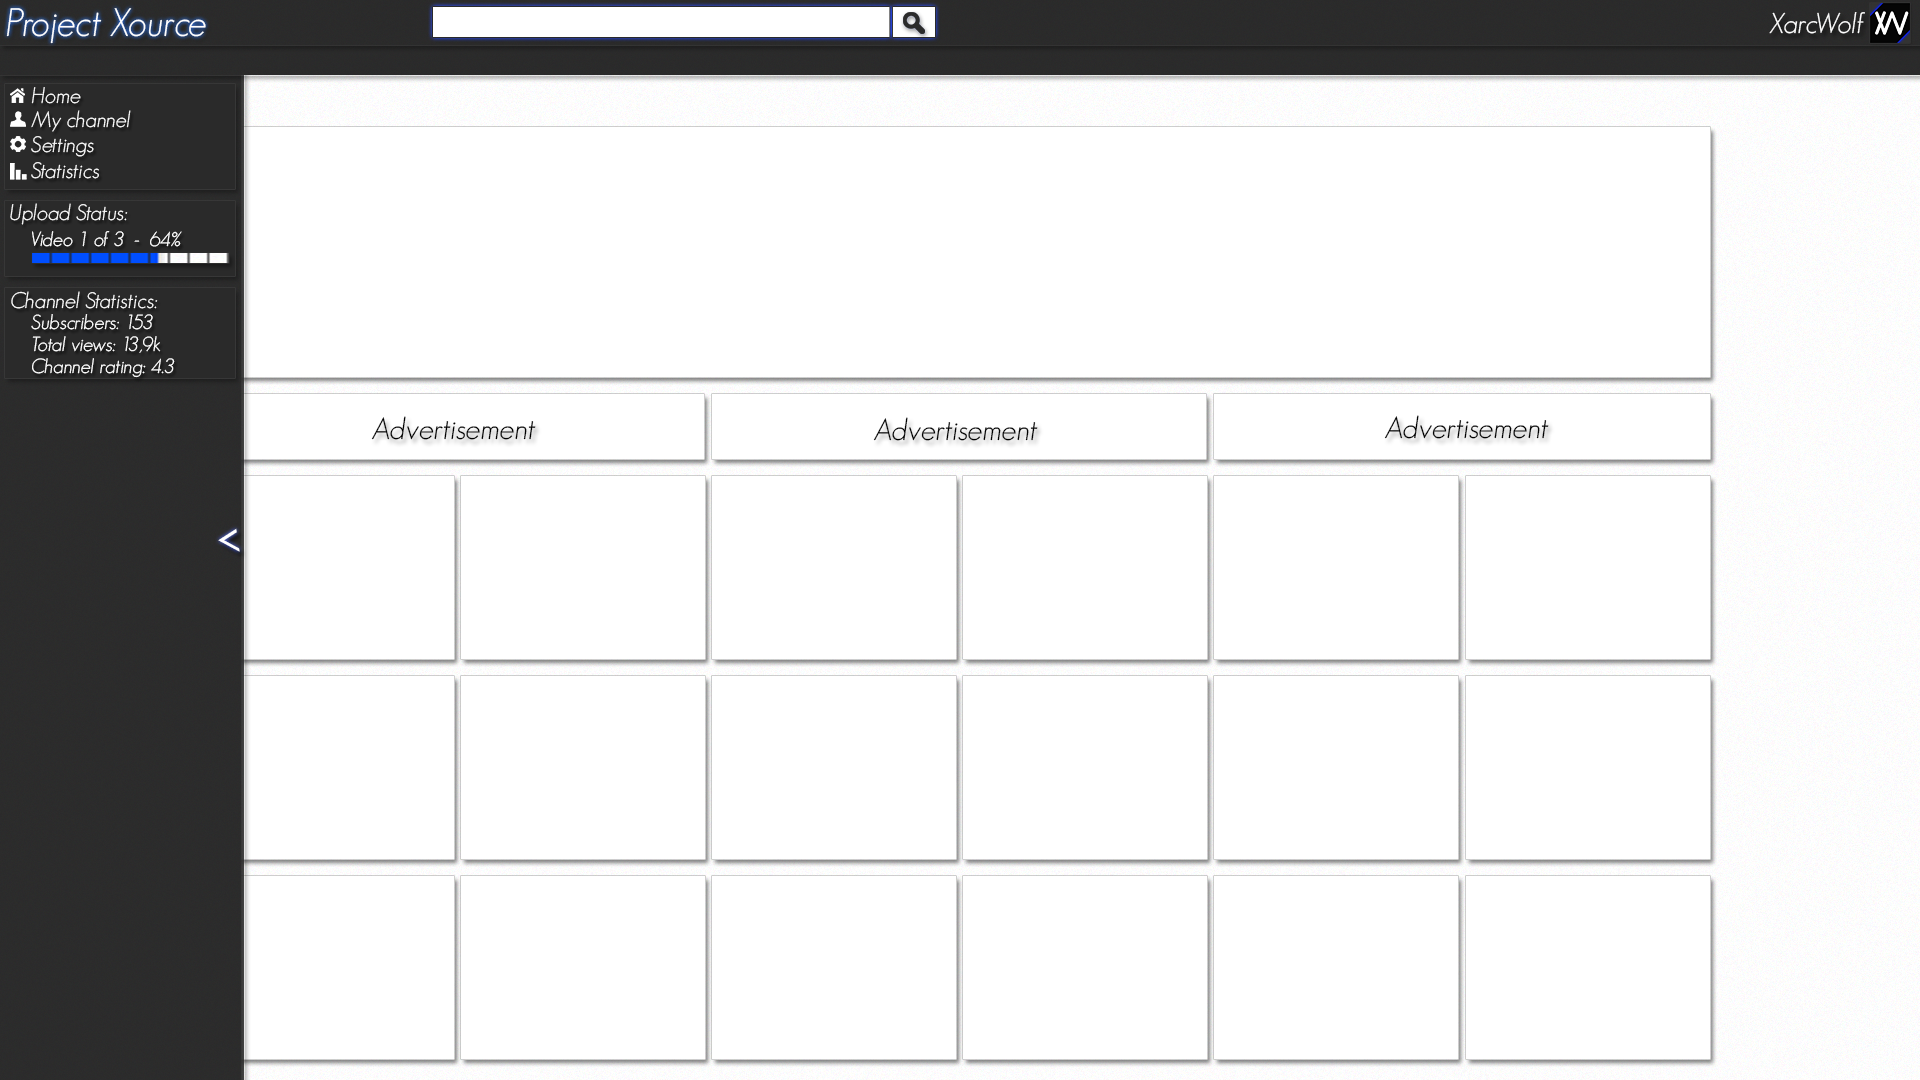 Project Xource
XarcWolf XW
Home
My channel
Settings
Statistics
Upload Status:
Video 1 of 3 - 64%
Channel Statistics:
Subscribers: 153
Total views: 13,9k
Channel rating: 4.3
Advertisement Advertisement Advertisement
<